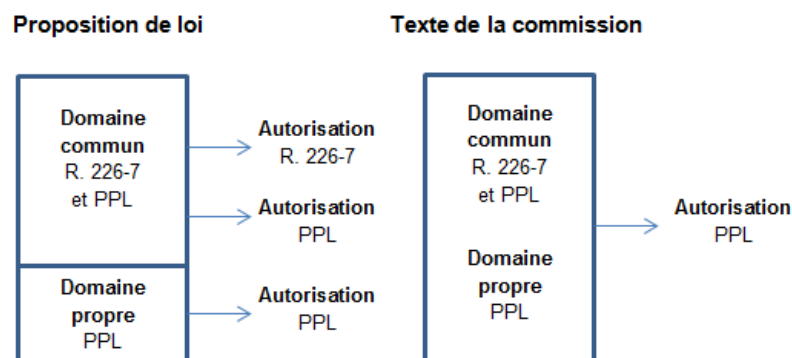 Proposition de loi
Domaine
commun
R. 226-7
et PPL
Autorisation
R. 226-7
Autorisation
PPL
Domaine
propre
PPL
Autorisation
PPL
Texte de la commission
Domaine
commun
R. 226-7
et PPL
Domaine
propre
PPL
Autorisation
PPL